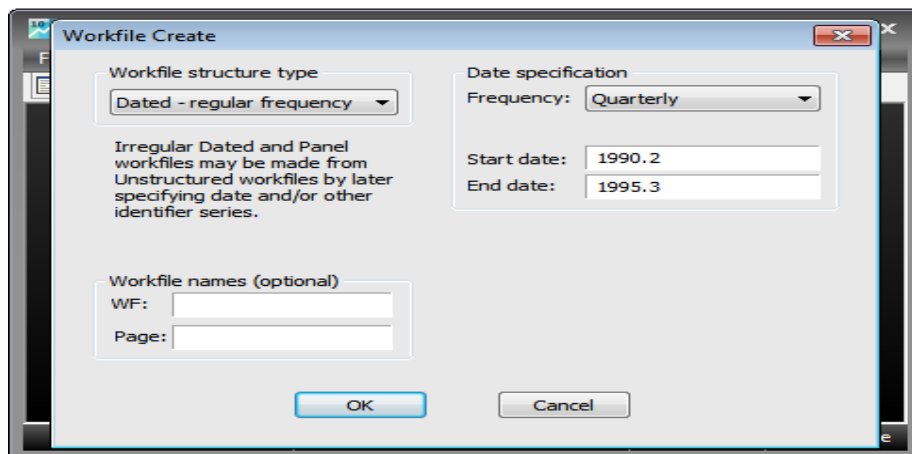 10
Workfile Create
F
Workfile structure type
Dated - regular frequency
Irregular Dated and Panel
workfiles may be made from
Unstructured workfiles by later
specifying date and/or other
identifier series.
Date specification
Frequency: Quarterly
Start date: 1990.2
End date: 1995.3
Workfile names (optional)
WF:
Page:
OK
Cancel
e